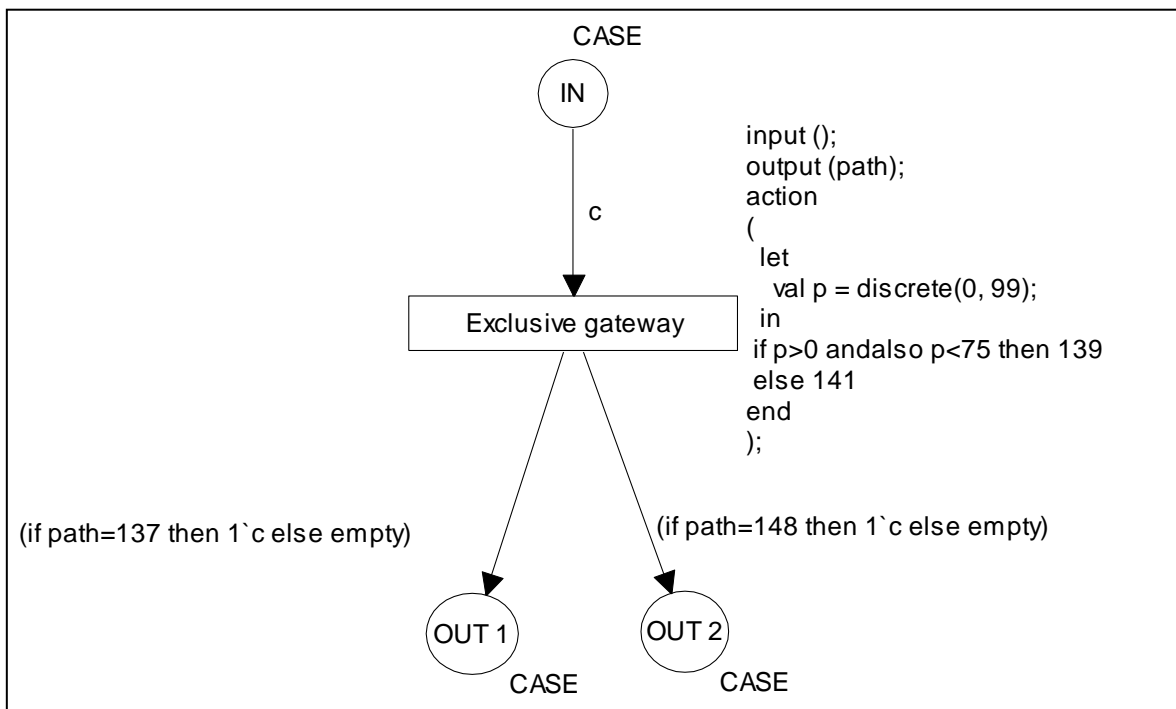 CASE
IN
input ();
output (path);
action
(
let
val p = discrete(0, 99);
in
if p>0 andalso p<75 then 139
else 141
end
);
c
Exclusive gateway
(if path=137 then 1`c else empty)
(if path=148 then 1`c else empty)
OUT 1
OUT 2
CASE
CASE